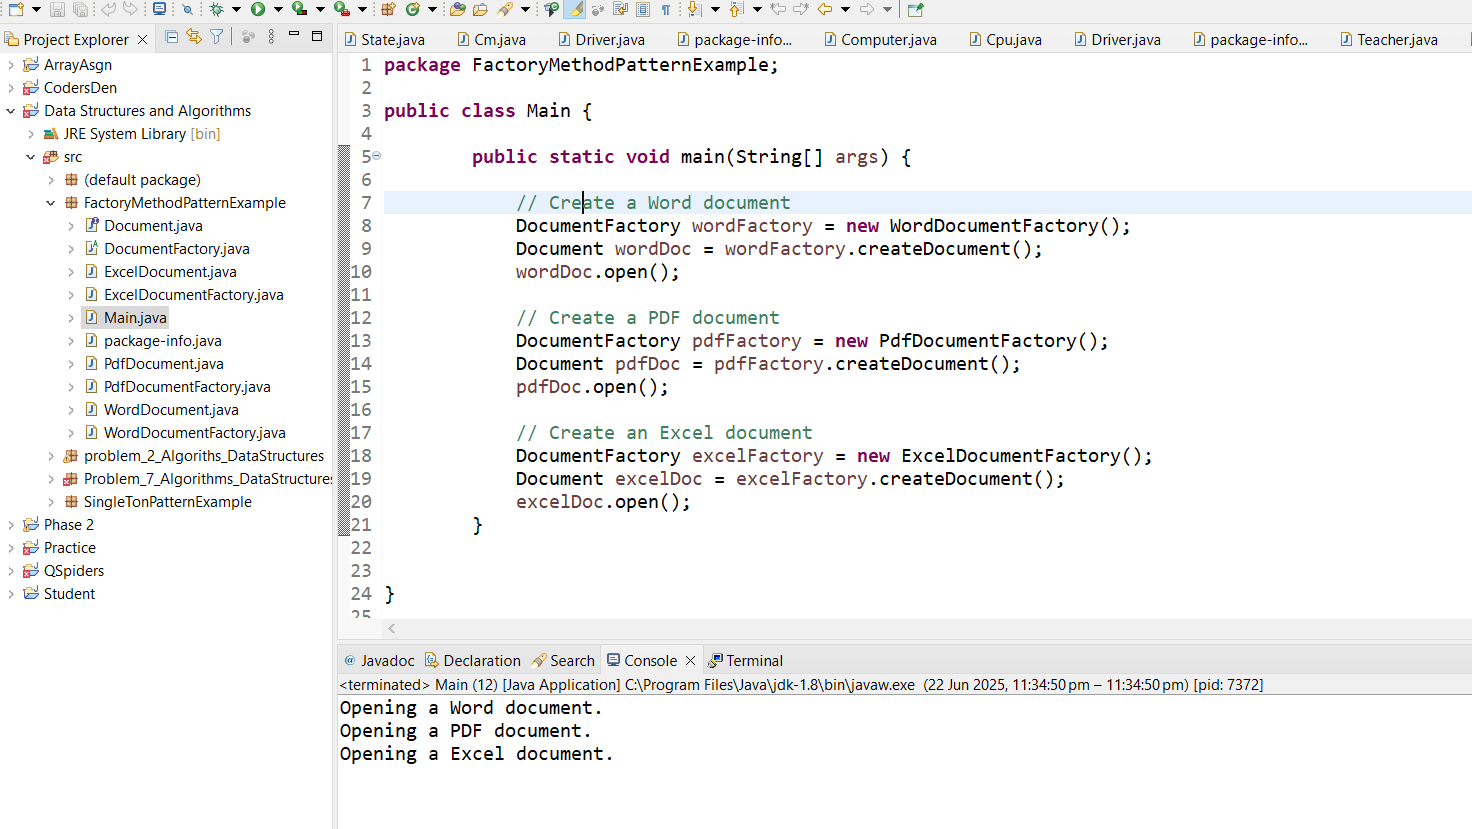 Project Explorer
ArrayAsgn
CodersDen
Data Structures and Algorithms
JRE System Library [bin]
src
(default package)
FactoryMethodPatternExample
Document.java
DocumentFactory.java
ExcelDocument.java
ExcelDocumentFactory.java
Main.java
package-info.java
PdfDocument.java
PdfDocumentFactory.java
WordDocument.java
WordDocumentFactory.java
problem_2_Algoriths_DataStructures
Problem_7_Algorithms_DataStructures
SingleTonPatternExample
Phase 2
Practice
QSpiders
Student
State.java Cm.java Driver.java package-info... Computer.java Cpu.java Driver.java package-info... Teacher.java
1 package FactoryMethodPatternExample;
2
3 public class Main {
4
5 public static void main(String[] args) {
6
7 // Create a Word document
8 DocumentFactory wordFactory = new WordDocumentFactory();
9 Document wordDoc = wordFactory.createDocument();
10 wordDoc.open();
11
12 // Create a PDF document
13 DocumentFactory pdfFactory = new PdfDocumentFactory();
14 Document pdfDoc = pdfFactory.createDocument();
15 pdfDoc.open();
16
17 // Create an Excel document
18 DocumentFactory excelFactory = new ExcelDocumentFactory();
19 Document excelDoc = excelFactory.createDocument();
20 excelDoc.open();
21 }
22
23
24 }
25
@ Javadoc Declaration Search Console Terminal
<terminated> Main (12) [Java Application] C:\Program Files\Java\jdk-1.8\bin\javaw.exe (22 Jun 2025, 11:34:50 pm – 11:34:50 pm) [pid: 7372]
Opening a Word document.
Opening a PDF document.
Opening a Excel document.